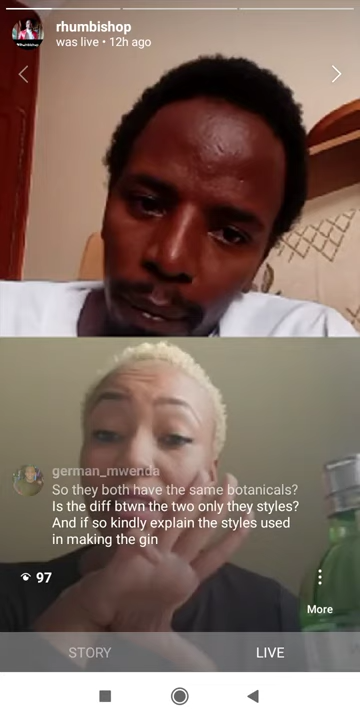 rhumbishop
was live • 12h ago
german_mwenda
So they both have the same botanicals?
Is the diff btwn the two only they styles?
And if so kindly explain the styles used
in making the gin
97
More
STORY
LIVE